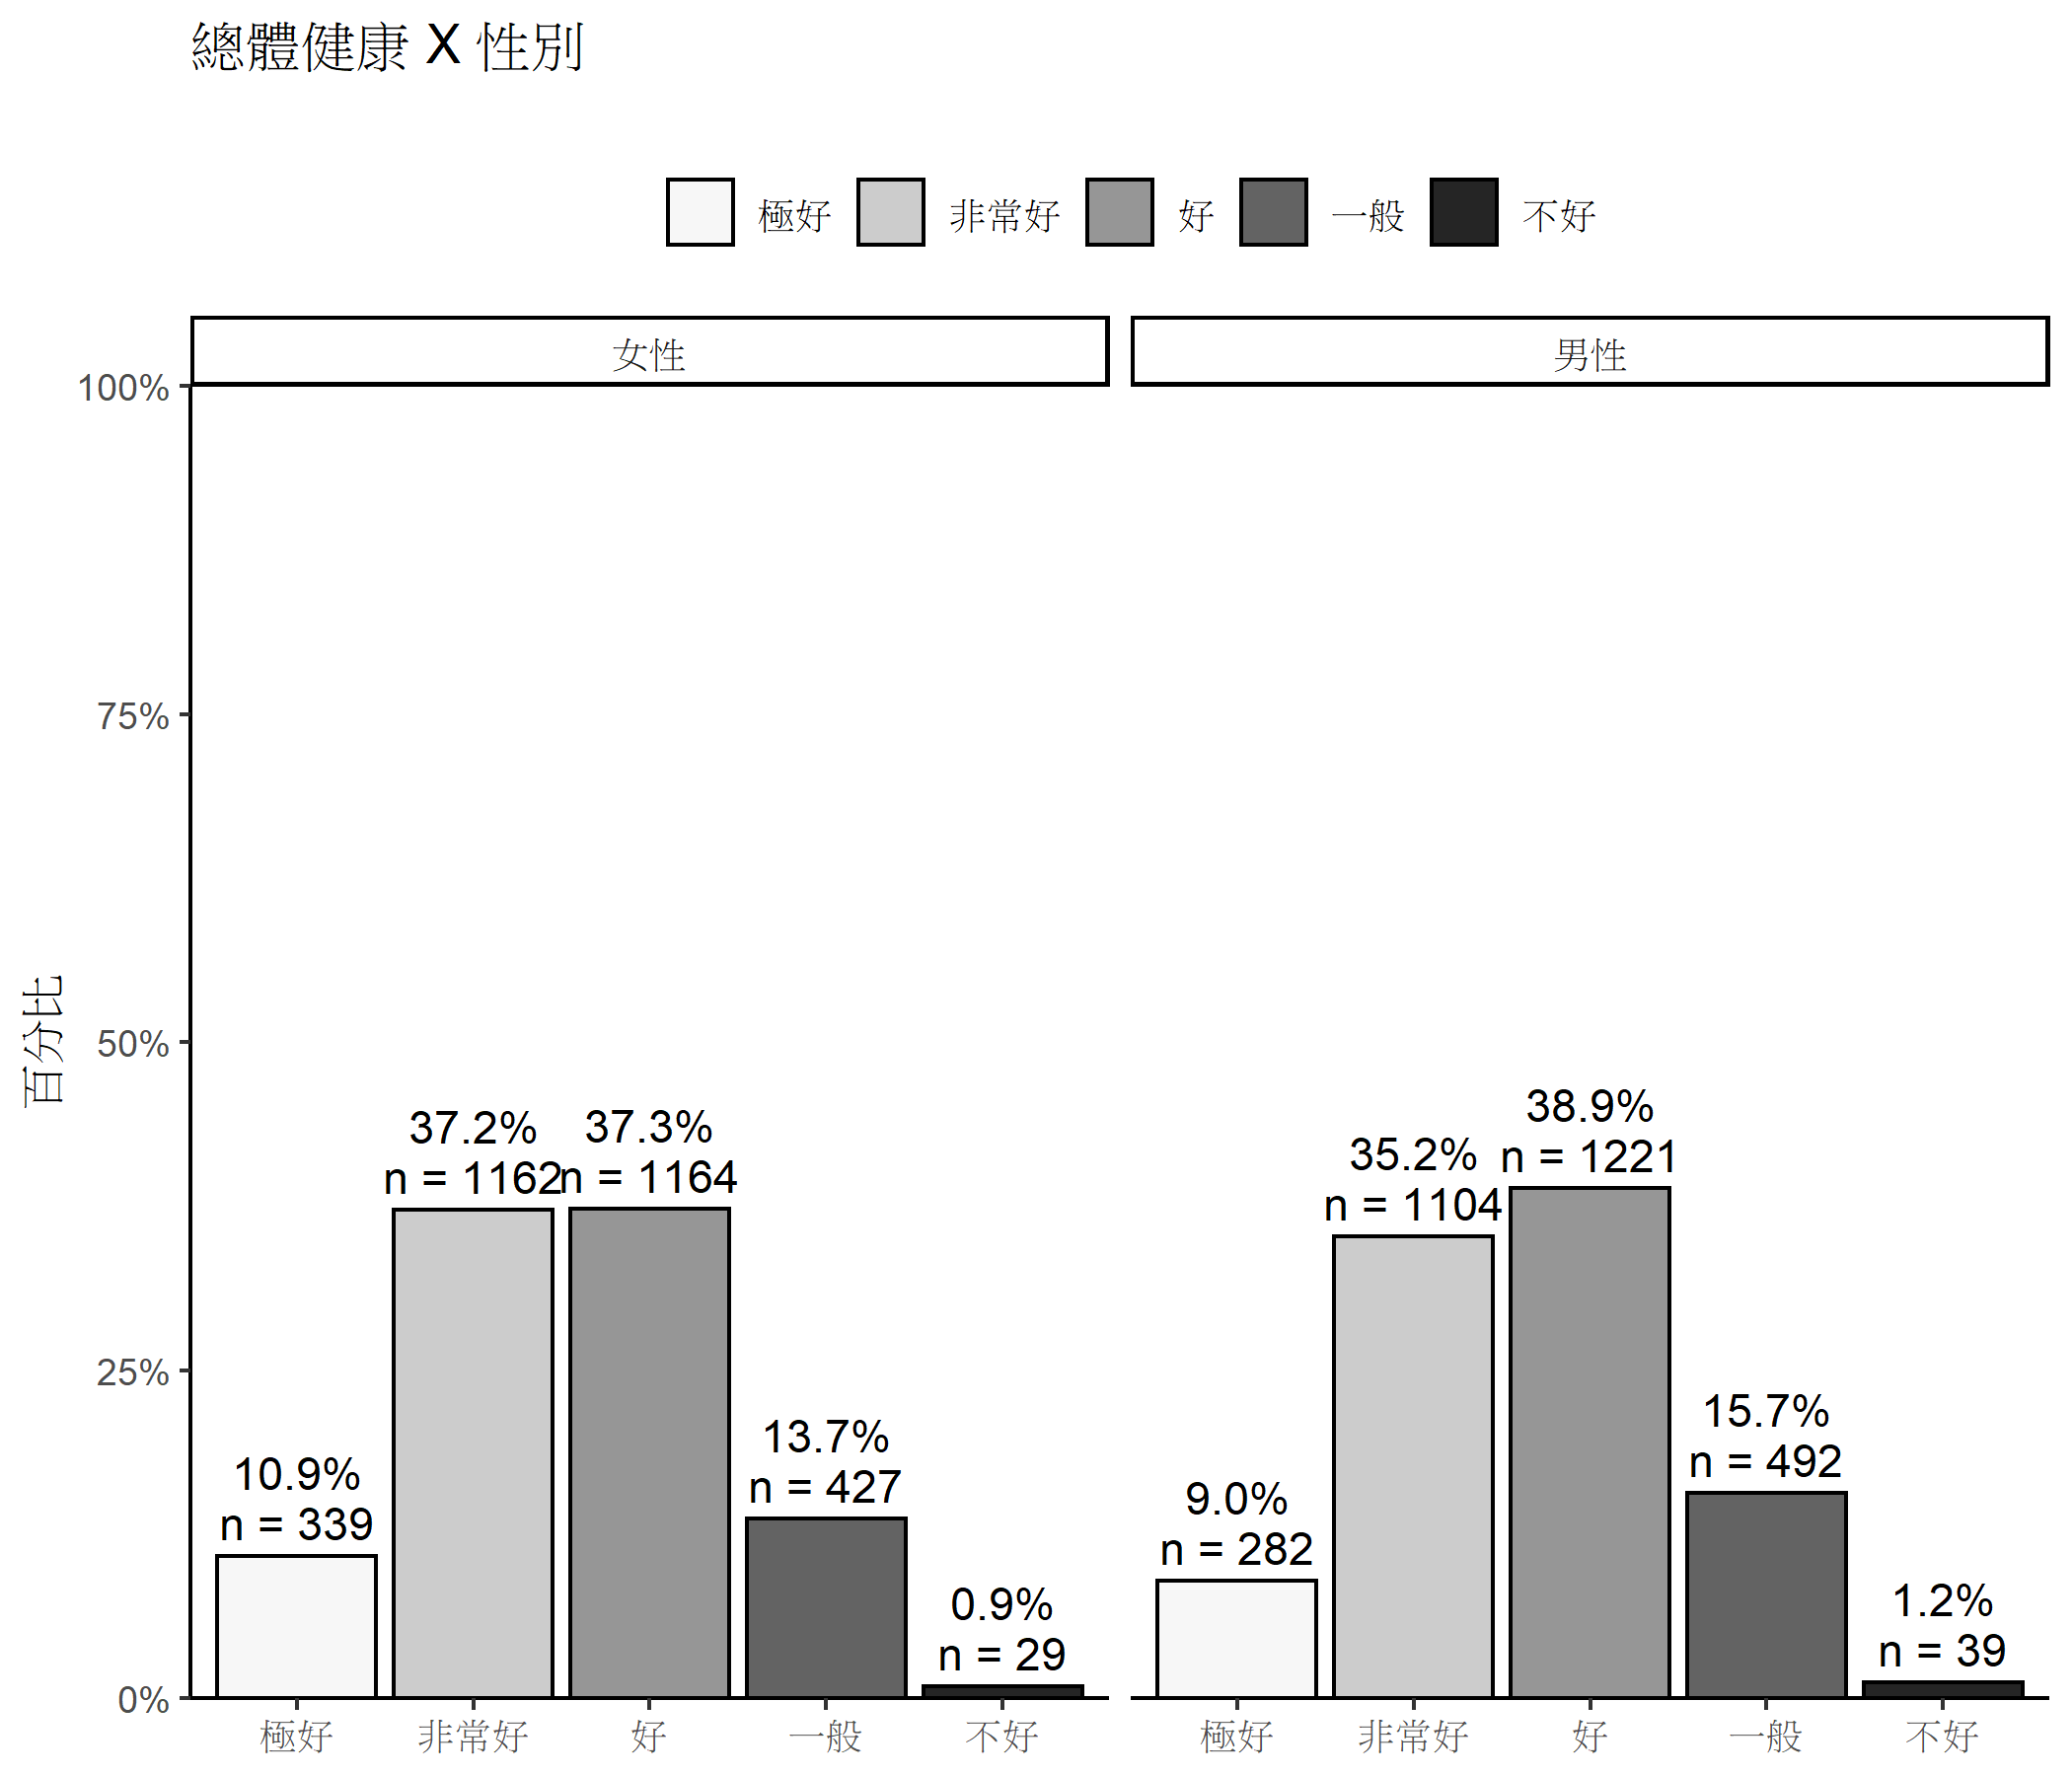 總體健康 X 性別
極好 非常好 好 一般 不好
女性 男性
百分比
100%
75%
50%
25%
0%
10.9%
n = 339
37.2%
n = 1162
37.3%
n = 1164
13.7%
n = 427
0.9%
n = 29
9.0%
n = 282
35.2%
n = 1104
38.9%
n = 1221
15.7%
n = 492
1.2%
n = 39
極好 非常好 好 一般 不好 極好 非常好 好 一般 不好